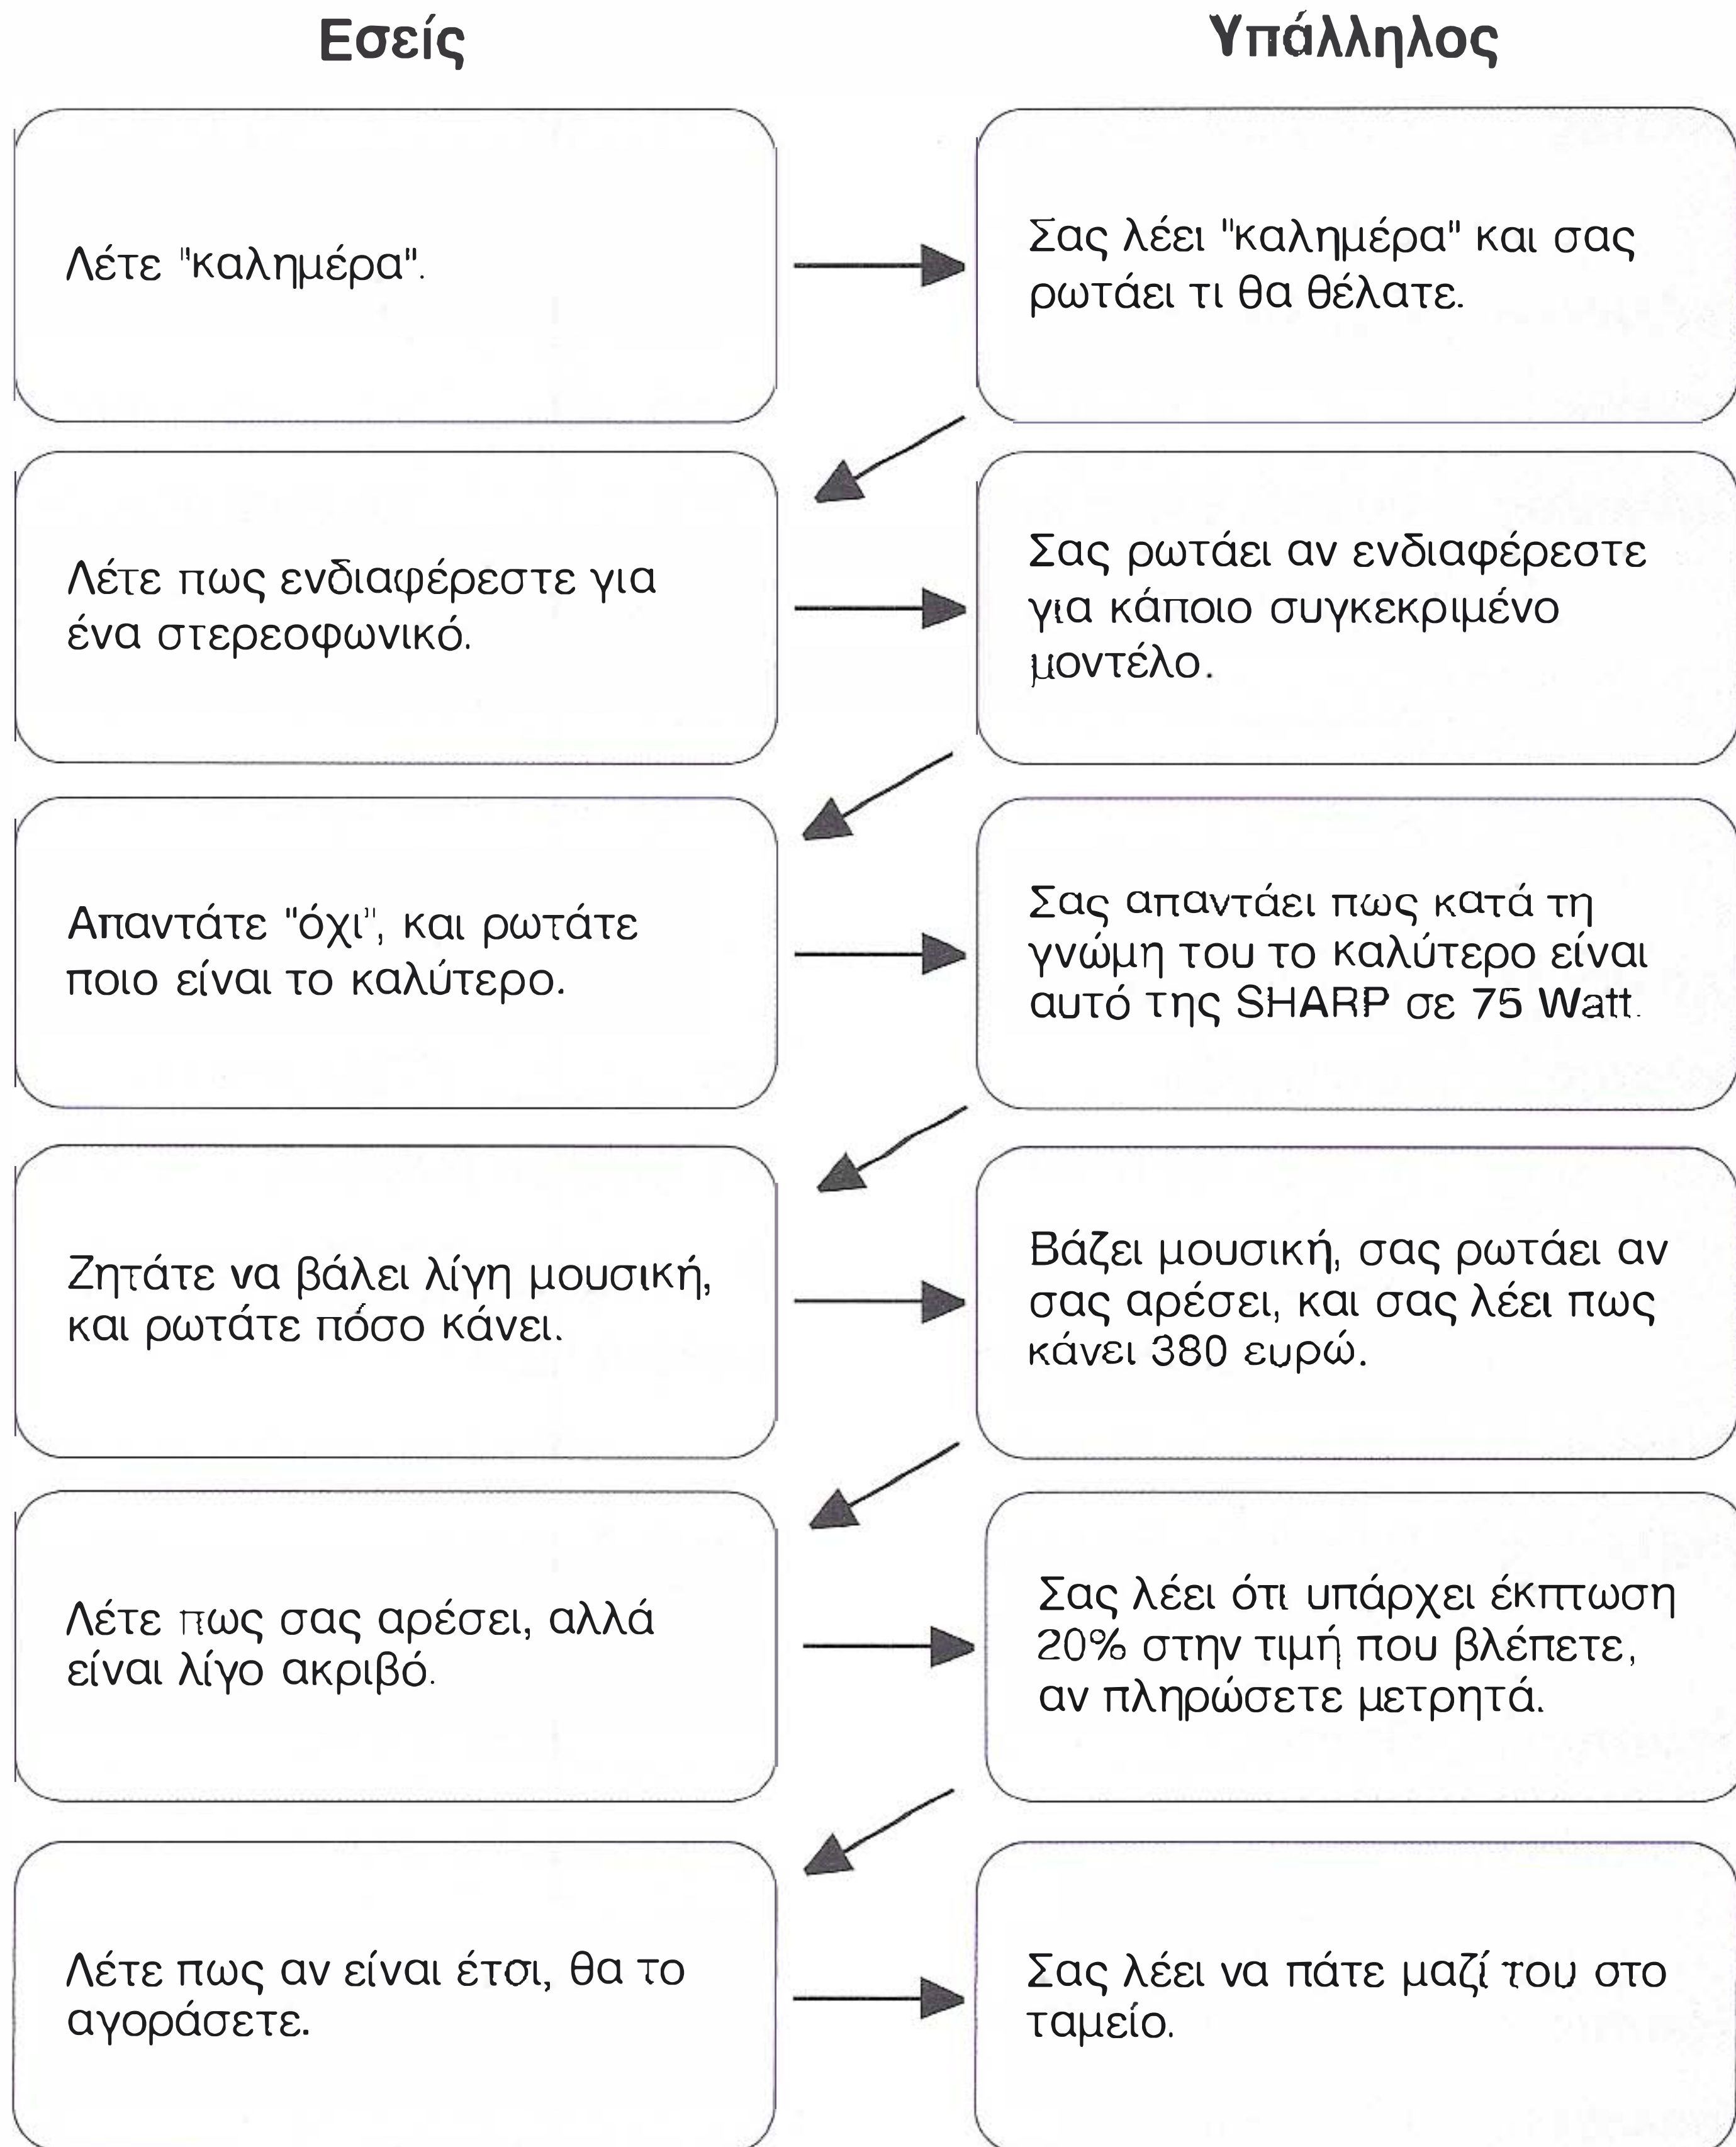 Εσείς
Υπάλληλος
Λέτε "καλημέρα".
Σας λέει "καλημέρα" και σας
ρωτάει τι θα θέλατε.
Λέτε πως ενδιαφέρεστε για
ένα στερεοφωνικό.
Σας ρωτάει αν ενδιαφέρεστε
για κάποιο συγκεκριμένο
μοντέλο.
Απαντάτε "όχι", και ρωτάτε
ποιο είναι το καλύτερο.
Σας απαντάει πως κατά τη
γνώμη του το καλύτερο είναι
αυτό της SHARP σε 75 Watt.
Ζητάτε να βάλει λίγη μουσική,
και ρωτάτε πόσο κάνει.
Βάζει μουσική, σας ρωτάει αν
σας αρέσει, και σας λέει πως
κάνει 380 ευρώ.
Λέτε πως σας αρέσει, αλλά
είναι λίγο ακριβό.
Σας λέει ότι υπάρχει έκπτωση
20% στην τιμή που βλέπετε,
αν πληρώσετε μετρητά.
Λέτε πως αν είναι έτσι, θα το
αγοράσετε.
Σας λέει να πάτε μαζί του στο
ταμείο.